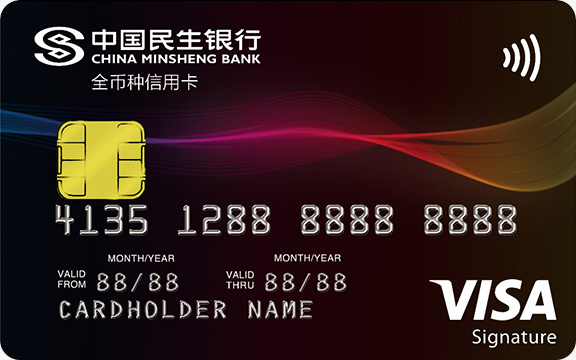 中国民生银行
CHINA MINSHENG BANK
全币种信用卡
4135 1288 8888 8888
MONTH/YEAR MONTH/YEAR
VALID FROM 88/88 VALID THRU 88/88
CARDHOLDER NAME
VISA
Signature